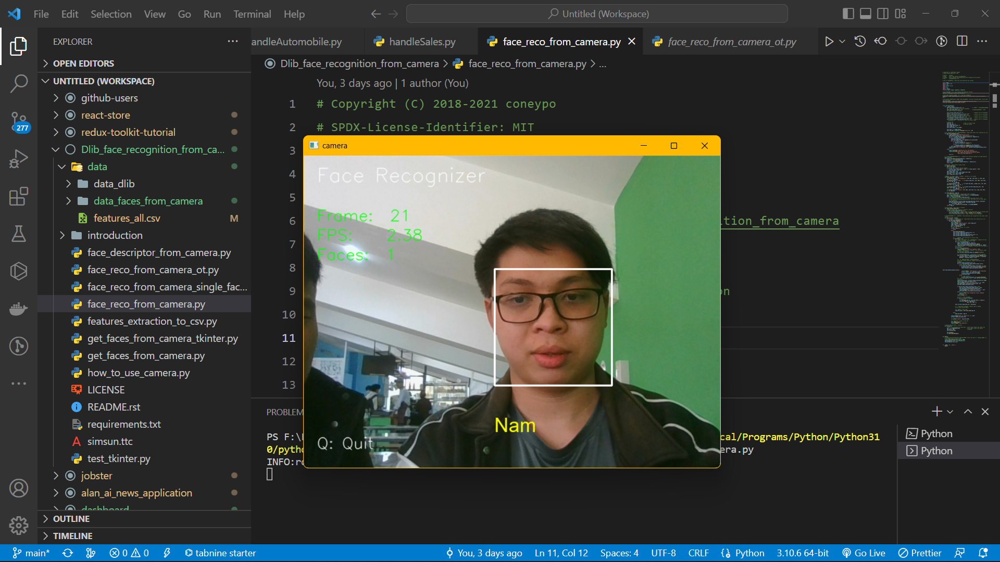 File Edit Selection View Go Run Terminal Help
Untitled (Workspace)
EXPLORER
andleAutomobile.py
handleSales.py
face_reco_from_camera.py
face_reco_from_camera_ot.py
OPEN EDITORS
UNTITLED (WORKSPACE)
github-users
react-store
redux-toolkit-tutorial
Dlib_face_recognition_from_ca...
data
data_dlib
data_faces_from_camera
features_all.csv M
introduction
face_descriptor_from_camera.py
face_reco_from_camera_ot.py
face_reco_from_camera_single_fac...
face_reco_from_camera.py
features_extraction_to_csv.py
get_faces_from_camera_tkinter.py
get_faces_from_camera.py
how_to_use_camera.py
LICENSE
README.rst
requirements.txt
simsun.ttc
test_tkinter.py
jobster
alan_ai_news_application
dashboard
OUTLINE
TIMELINE
277
Dlib_face_recognition_from_camera > face_reco_from_camera.py > ...
You, 3 days ago | 1 author (You)
1 # Copyright (C) 2018-2021 coneypo
2 # SPDX-License-Identifier: MIT
3
4
5
6 tion_from_camera
7
8
9 on
10
11
12
13
camera
Face Recognizer
Frame: 21
FPS: 2.38
Faces: 1
Nam
Q: Quit
PROBLEM
PS F:\ cal/Programs/Python/Python31
0/pyth era.py
INFO:r
Python
Python
main* 0 0 tabnine starter
You, 3 days ago Ln 11, Col 12 Spaces: 4 UTF-8 CRLF Python 3.10.6 64-bit Go Live Prettier